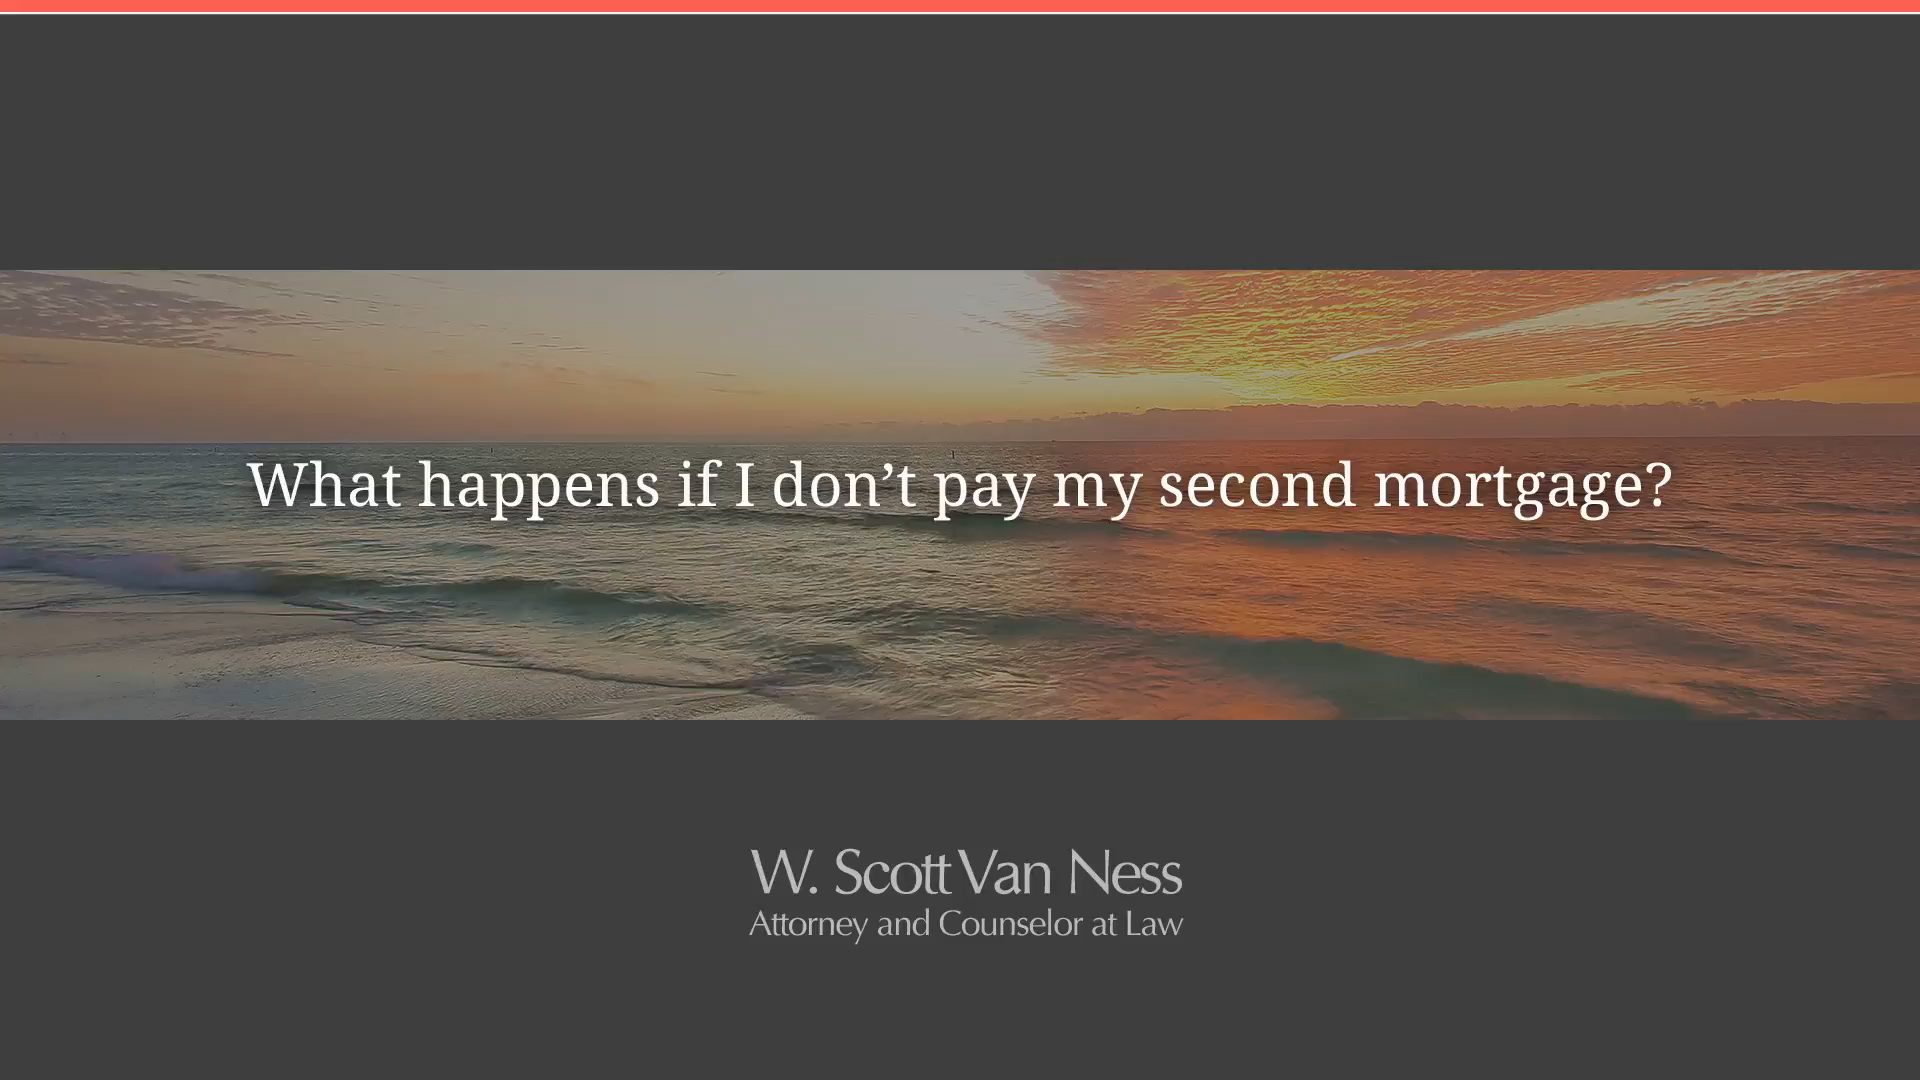 What happens if I don’t pay my second mortgage?
W. Scott Van Ness
Attorney and Counselor at Law